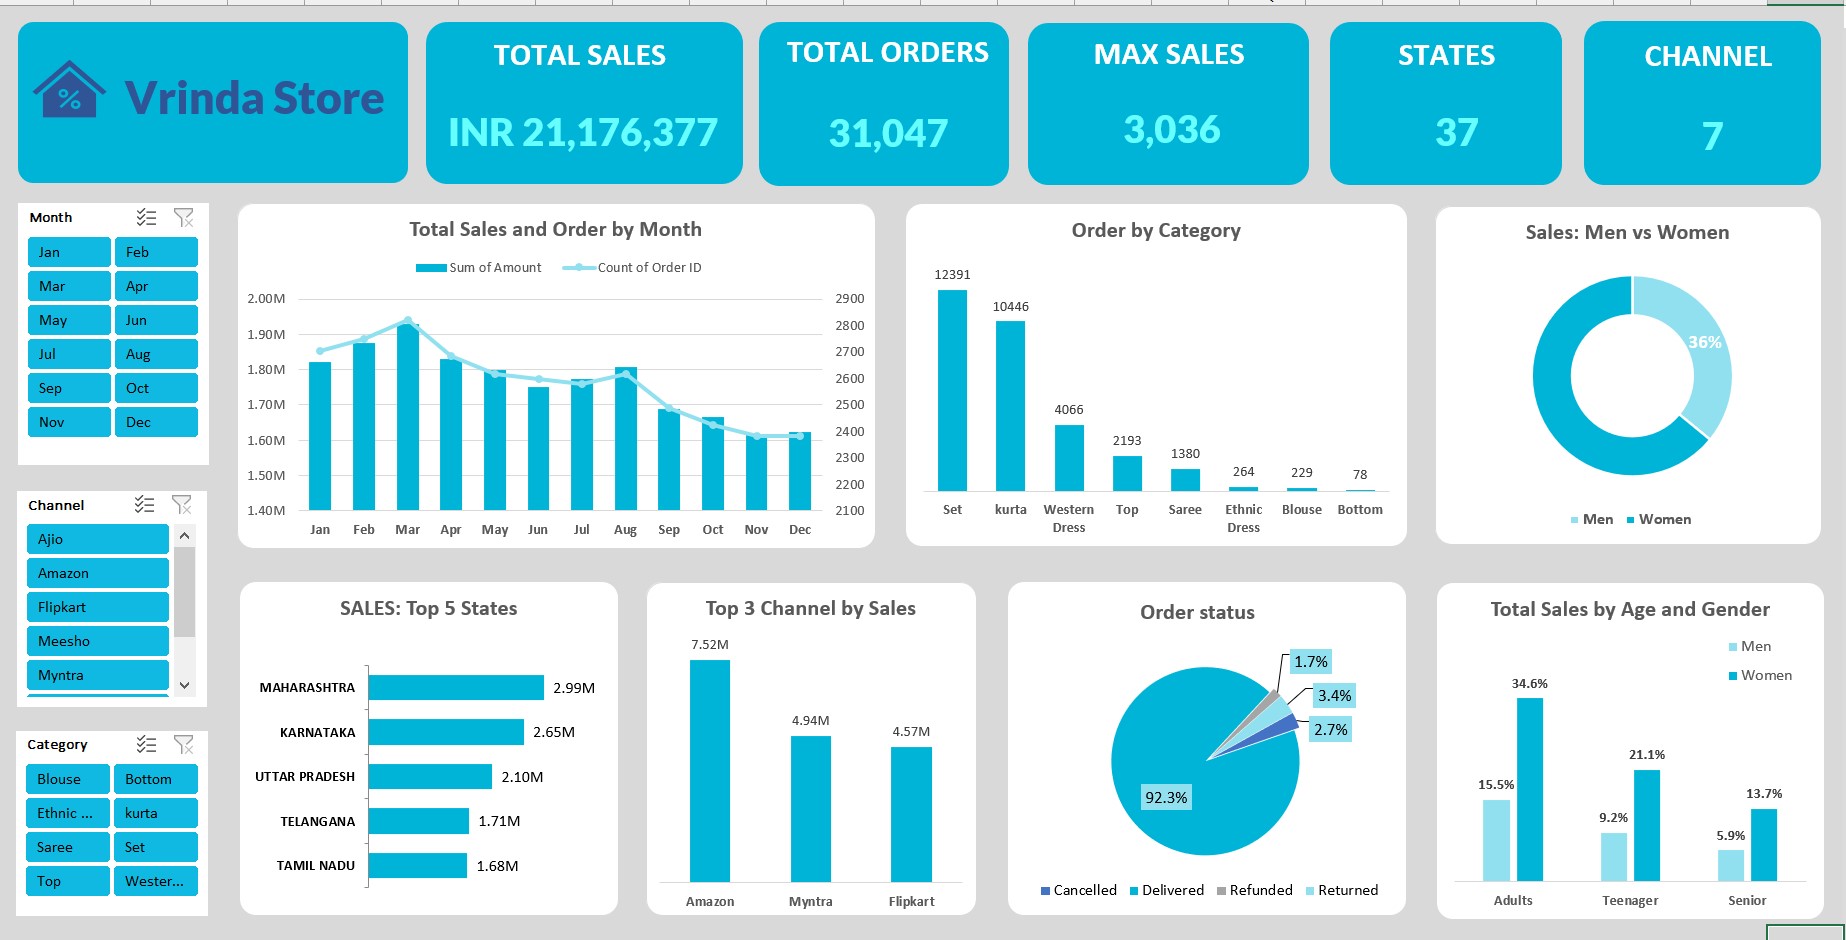 Vrinda Store
TOTAL SALES
INR 21,176,377
TOTAL ORDERS
31,047
MAX SALES
3,036
STATES
37
CHANNEL
7
Month
Jan Feb
Mar Apr
May Jun
Jul Aug
Sep Oct
Nov Dec
Channel
Ajio
Amazon
Flipkart
Meesho
Myntra
Category
Blouse Bottom
Ethnic ... kurta
Saree Set
Top Wester...
Total Sales and Order by Month
Sum of Amount Count of Order ID
2.00M 2900
1.90M 2800
1.80M 2700
1.70M 2600
1.60M 2500
1.50M 2400
1.40M 2300
2200
2100
Jan Feb Mar Apr May Jun Jul Aug Sep Oct Nov Dec
Order by Category
12391
10446
4066
2193
1380
264
229
78
Set kurta Western Dress Top Saree Ethnic Dress Blouse Bottom
Sales: Men vs Women
36%
Men Women
SALES: Top 5 States
MAHARASHTRA 2.99M
KARNATAKA 2.65M
UTTAR PRADESH 2.10M
TELANGANA 1.71M
TAMIL NADU 1.68M
Top 3 Channel by Sales
7.52M
4.94M
4.57M
Amazon Myntra Flipkart
Order status
1.7%
3.4%
2.7%
92.3%
Cancelled Delivered Refunded Returned
Total Sales by Age and Gender
Men
Women
15.5% 34.6%
9.2% 21.1%
5.9% 13.7%
Adults Teenager Senior